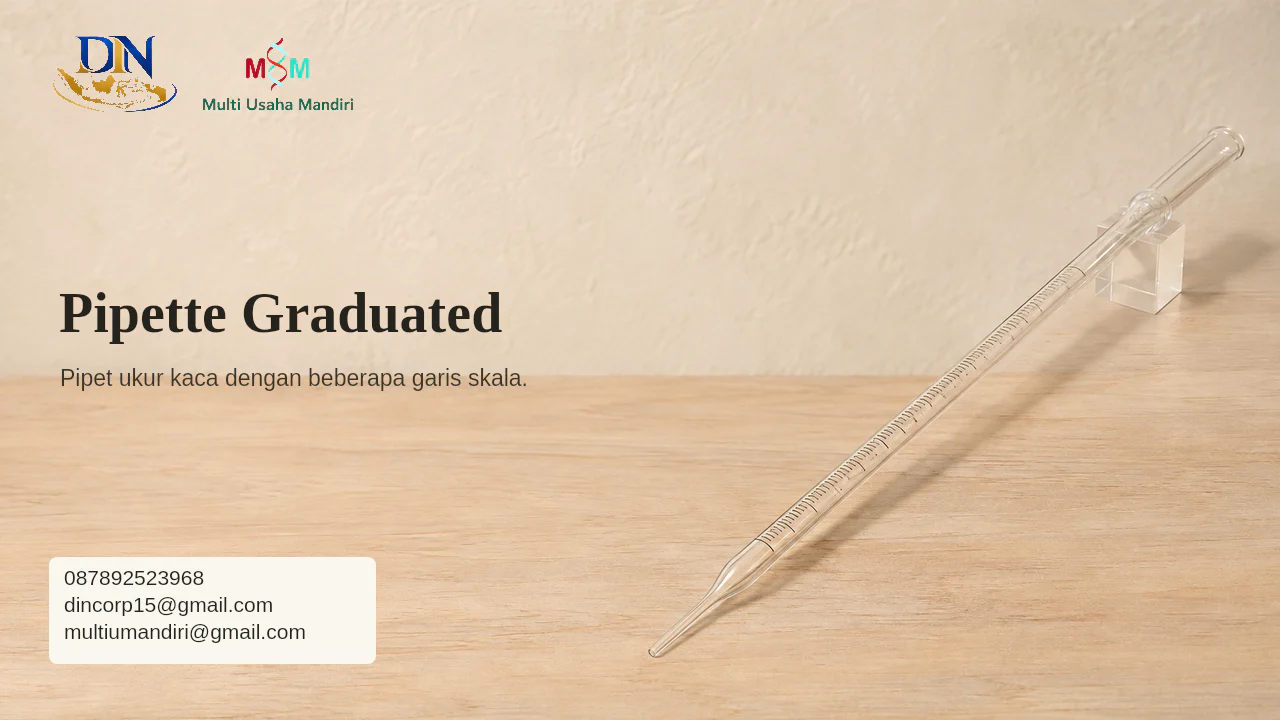 DIN
MSM
Multi Usaha Mandiri
Pipette Graduated
Pipet ukur kaca dengan beberapa garis skala.
087892523968
dincorp15@gmail.com
multiumandiri@gmail.com